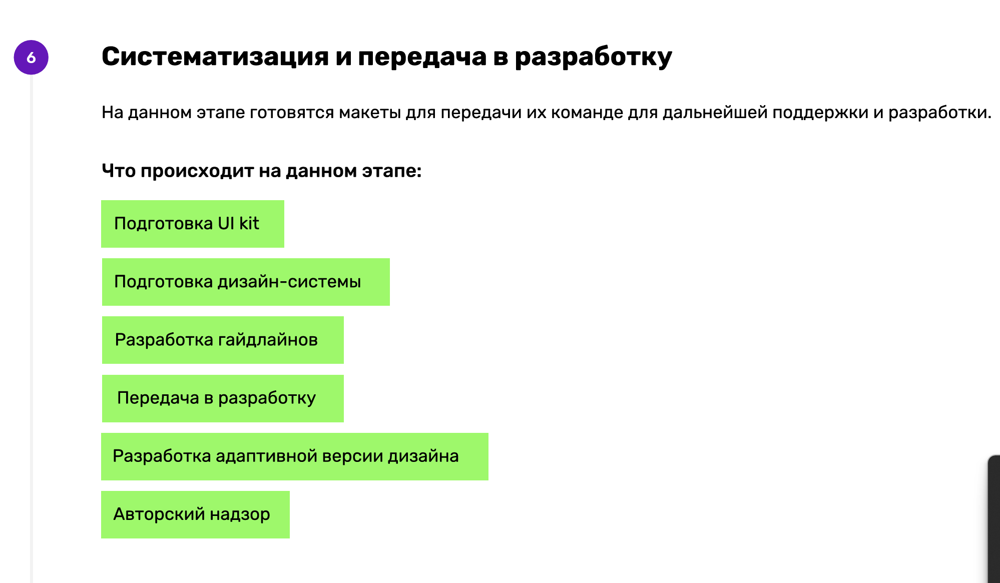 6
Систематизация и передача в разработку
На данном этапе готовятся макеты для передачи их команде для дальнейшей поддержки и разработки.
Что происходит на данном этапе:
Подготовка UI kit
Подготовка дизайн-системы
Разработка гайдлайнов
Передача в разработку
Разработка адаптивной версии дизайна
Авторский надзор